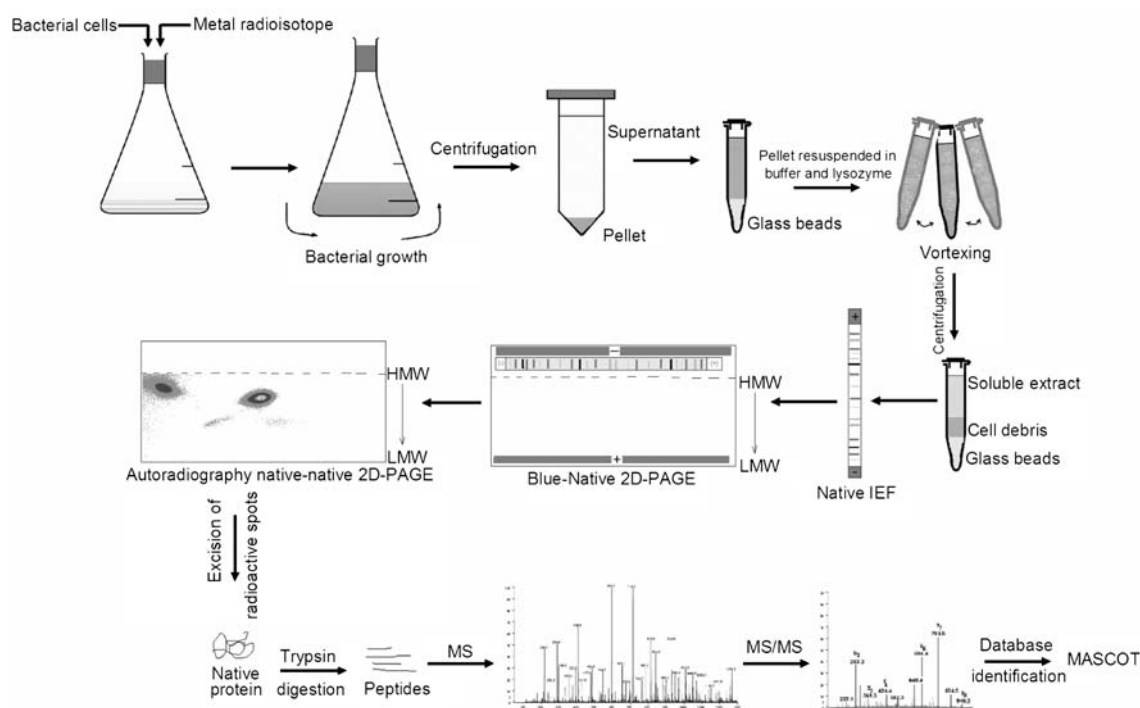 Bacterial cells
Metal radioisotope
Centrifugation
Supernatant
Pellet resuspended in
buffer and lysozyme
Glass beads
Pellet
Bacterial growth
Vortexing
Centrifugation
Soluble extract
Cell debris
Glass beads
+
-
Native IEF
(-)
−
(+)
HMW
LMW
+
Blue-Native 2D-PAGE
HMW
LMW
Autoradiography native-native 2D-PAGE
Excision of
radioactive spots
Native
protein
Trypsin
digestion
Peptides
MS
MS/MS
Database
identification
MASCOT